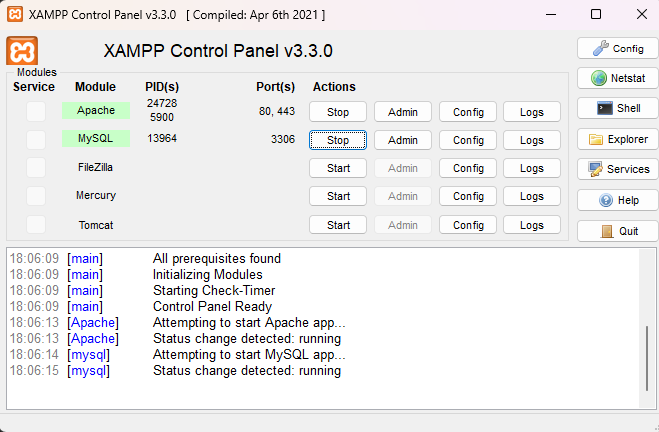 XAMPP Control Panel v3.3.0 [ Compiled: Apr 6th 2021 ]
XAMPP Control Panel v3.3.0
Config
Modules
Service Module PID(s) Port(s) Actions
Netstat
Apache 24728 5900 80, 443 Stop Admin Config Logs
Shell
MySQL 13964 3306 Stop Admin Config Logs
Explorer
FileZilla Start Admin Config Logs
Services
Mercury Start Admin Config Logs
Help
Tomcat Start Admin Config Logs
Quit
18:06:09 [main] All prerequisites found
18:06:09 [main] Initializing Modules
18:06:09 [main] Starting Check-Timer
18:06:09 [main] Control Panel Ready
18:06:13 [Apache] Attempting to start Apache app...
18:06:13 [Apache] Status change detected: running
18:06:14 [mysql] Attempting to start MySQL app...
18:06:15 [mysql] Status change detected: running